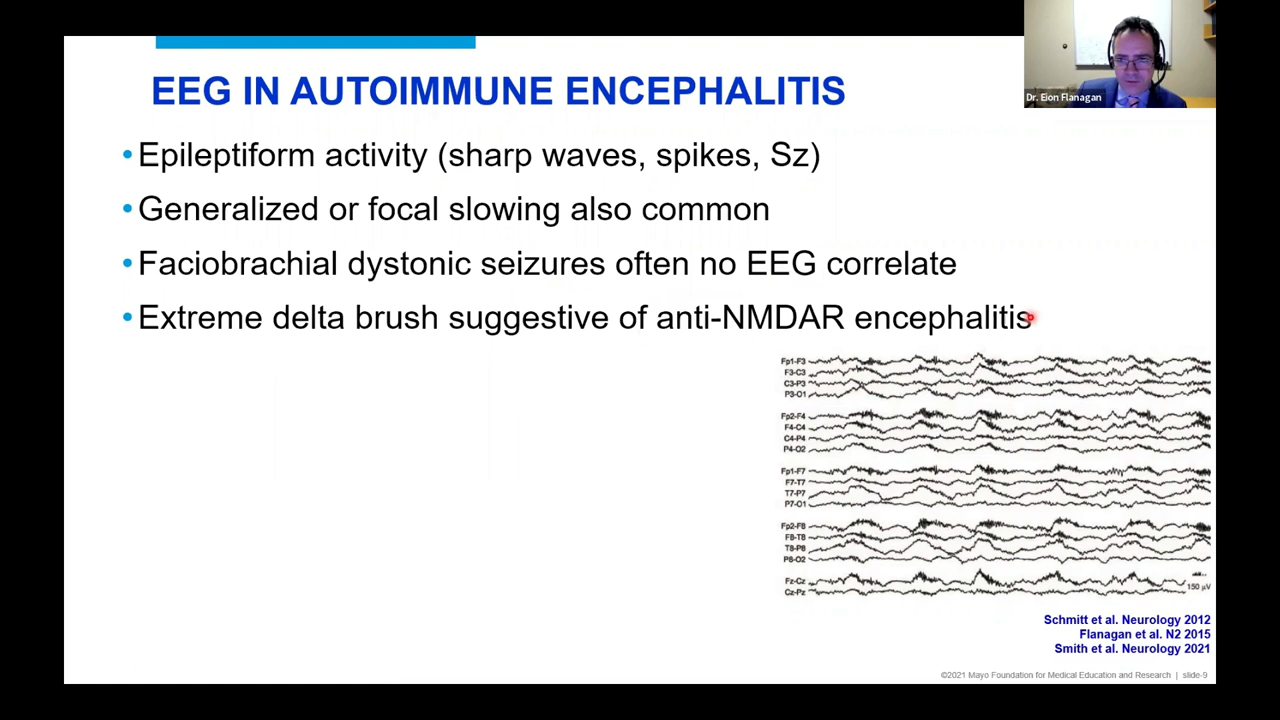 Dr. Eion Flanagan
EEG IN AUTOIMMUNE ENCEPHALITIS
•Epileptiform activity (sharp waves, spikes, Sz)
•Generalized or focal slowing also common
•Faciobrachial dystonic seizures often no EEG correlate
•Extreme delta brush suggestive of anti-NMDAR encephalitis
Fp1-F3
F3-C3
C3-P3
P3-O1
Fp2-F4
F4-C4
C4-P4
P4-O2
Fp1-F7
F7-T7
T7-P7
P7-O1
Fp2-F8
F8-T8
T8-P8
P8-O2
Fz-Cz
Cz-Pz
150 µV
Schmitt et al. Neurology 2012
Flanagan et al. N2 2015
Smith et al. Neurology 2021
©2021 Mayo Foundation for Medical Education and Research | slide-9